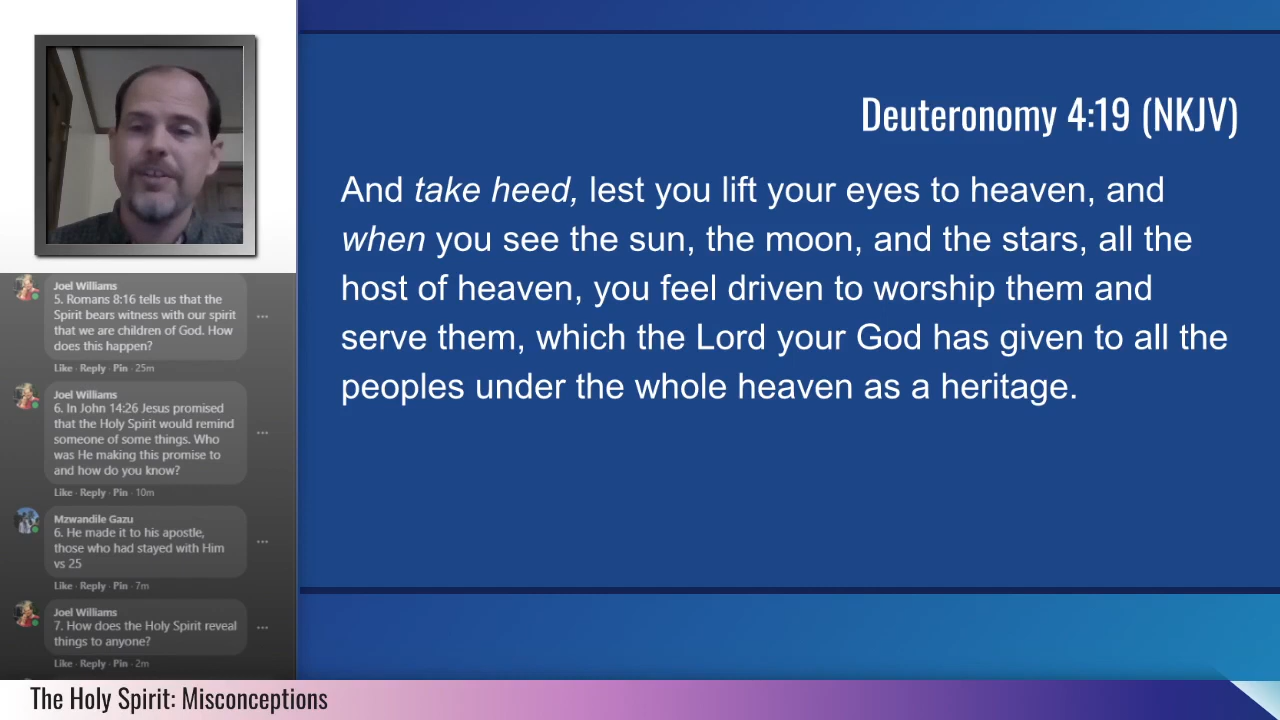 Deuteronomy 4:19 (NKJV)
And take heed, lest you lift your eyes to heaven, and
when you see the sun, the moon, and the stars, all the
host of heaven, you feel driven to worship them and
serve them, which the Lord your God has given to all the
peoples under the whole heaven as a heritage.
Joel Williams
5. Romans 8:16 tells us that the
Spirit bears witness with our spirit
that we are children of God. How
does this happen?
Like · Reply · Pin · 25m
Joel Williams
6. In John 14:26 Jesus promised
that the Holy Spirit would remind
someone of some things. Who
was He making this promise to
and how do you know?
Like · Reply · Pin · 10m
Mzwandile Gazu
6. He made it to his apostle,
those who had stayed with Him
vs 25
Like · Reply · Pin · 7m
Joel Williams
7. How does the Holy Spirit reveal
things to anyone?
Like · Reply · Pin · 2m
The Holy Spirit: Misconceptions